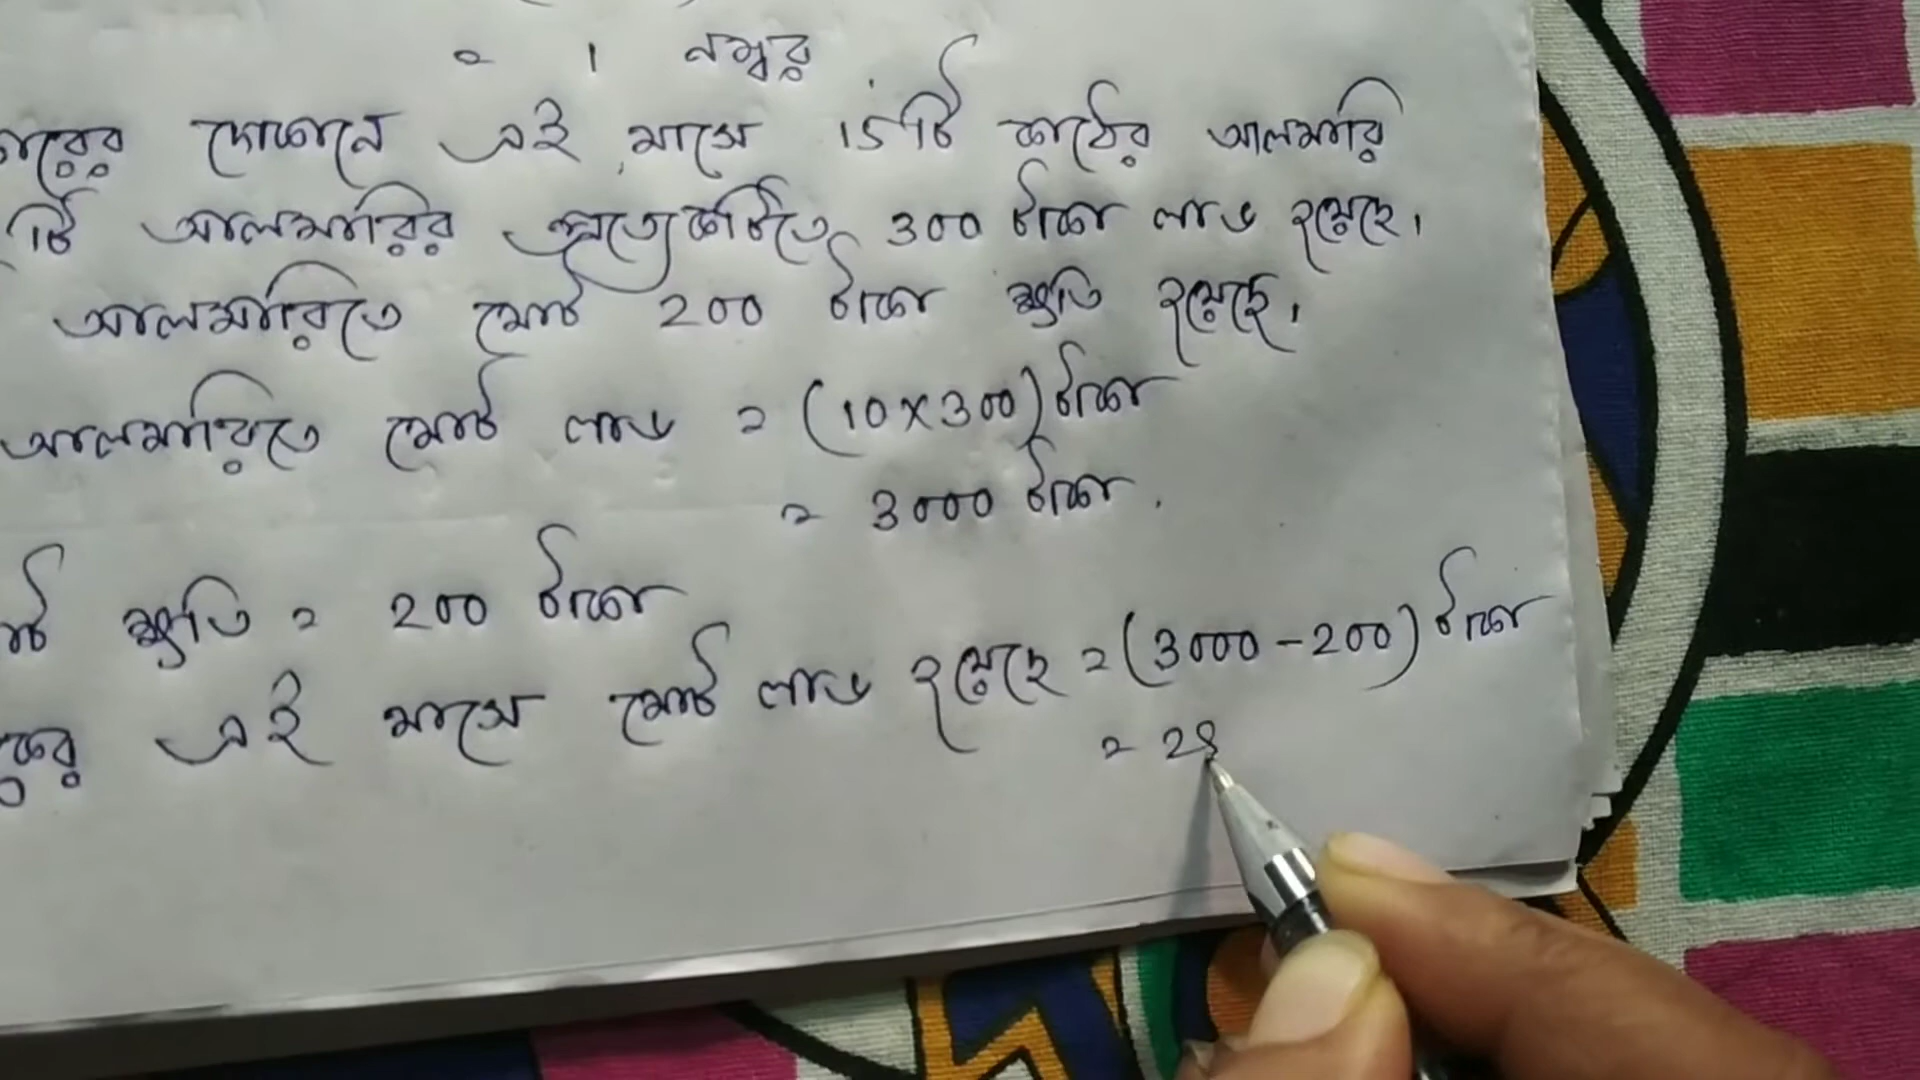 = 1 নম্বর
দোকানে এই মাসে 15টি কাঠের আলমারি
টি আলমারির প্রত্যেকটিতে 300 টাকা লাভ হয়েছে।
আলমারিতে মোট 200 টাকা ক্ষতি হয়েছে।
আলমারিতে মোট লাভ = (10×300) টাকা
= 3000 টাকা.
ক্ষতি = 200 টাকা
এই মাসে মোট লাভ হয়েছে = (3000-200) টাকা
= 28